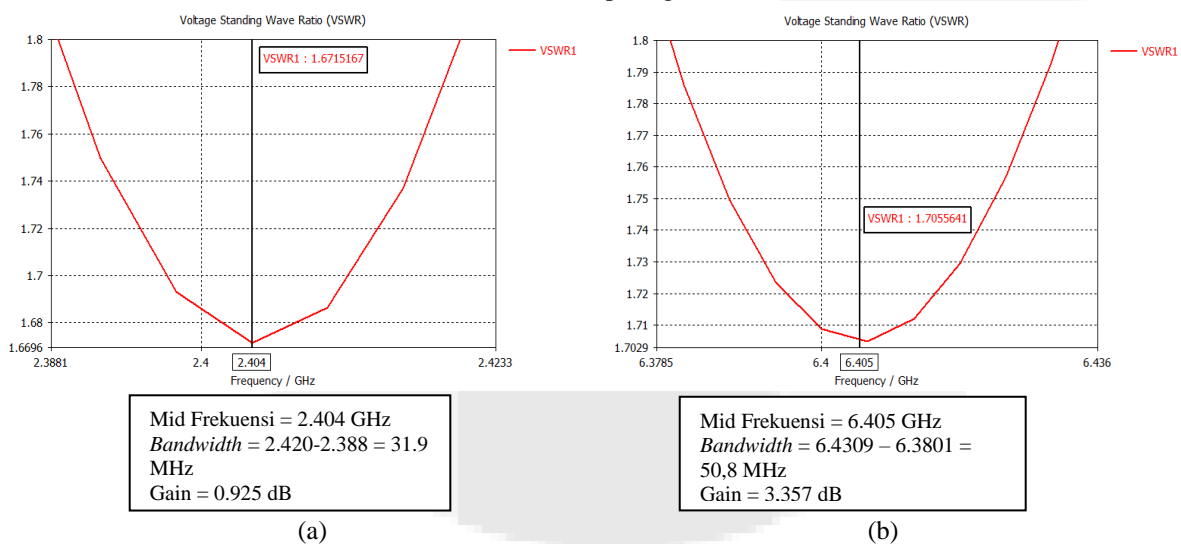 Voltage Standing Wave Ratio (VSWR)
1.8
1.78
1.76
1.74
1.72
1.7
1.68
1.6696
2.3881
2.4
2.404
2.4233
Frequency / GHz
VSWR1 : 1.6715167
VSWR1
Mid Frekuensi = 2.404 GHz
Bandwidth = 2.420-2.388 = 31.9
MHz
Gain = 0.925 dB
(a)
Voltage Standing Wave Ratio (VSWR)
1.8
1.79
1.78
1.77
1.76
1.75
1.74
1.73
1.72
1.71
1.7029
6.3785
6.4
6.405
6.436
Frequency / GHz
VSWR1 : 1.7055641
VSWR1
Mid Frekuensi = 6.405 GHz
Bandwidth = 6.4309 – 6.3801 =
50,8 MHz
Gain = 3.357 dB
(b)